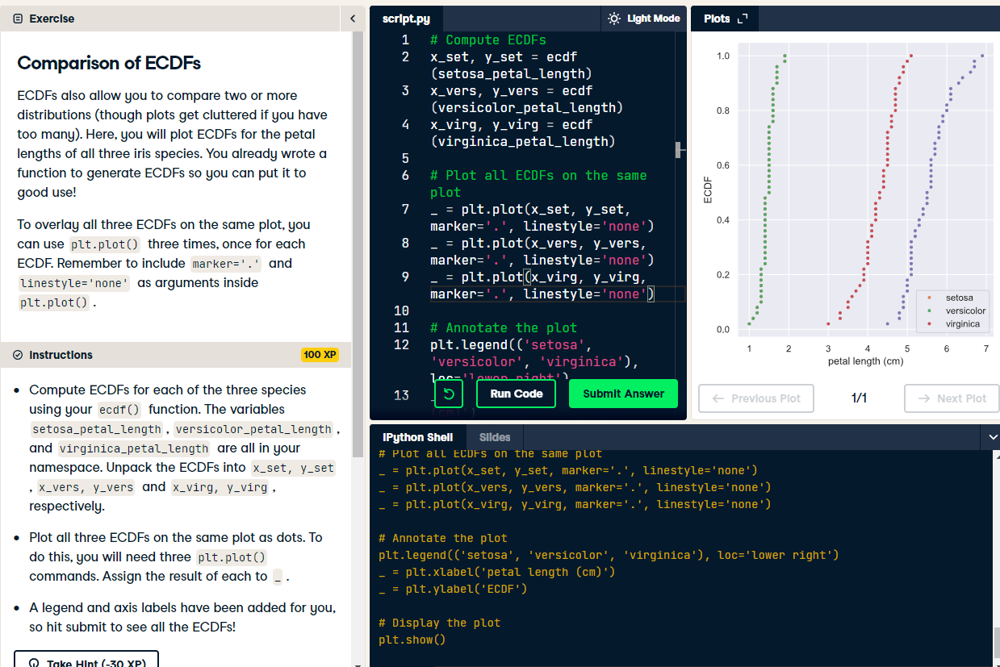 Exercise
Comparison of ECDFs
ECDFs also allow you to compare two or more
distributions (though plots get cluttered if you have
too many). Here, you will plot ECDFs for the petal
lengths of all three iris species. You already wrote a
function to generate ECDFs so you can put it to
good use!
To overlay all three ECDFs on the same plot, you
can use plt.plot() three times, once for each
ECDF. Remember to include marker='.' and
linestyle='none' as arguments inside
plt.plot() .
Instructions 100 XP
• Compute ECDFs for each of the three species
using your ecdf() function. The variables
setosa_petal_length , versicolor_petal_length ,
and virginica_petal_length are all in your
namespace. Unpack the ECDFs into x_set, y_set
, x_vers, y_vers and x_virg, y_virg ,
respectively.
• Plot all three ECDFs on the same plot as dots. To
do this, you will need three plt.plot()
commands. Assign the result of each to _ .
• A legend and axis labels have been added for you,
so hit submit to see all the ECDFs!
Take Hint (-30 XP)
script.py Light Mode
1 # Compute ECDFs
2 x_set, y_set = ecdf
(setosa_petal_length)
3 x_vers, y_vers = ecdf
(versicolor_petal_length)
4 x_virg, y_virg = ecdf
(virginica_petal_length)
5
6 # Plot all ECDFs on the same
plot
7 _ = plt.plot(x_set, y_set,
marker='.', linestyle='none')
8 _ = plt.plot(x_vers, y_vers,
marker='.', linestyle='none')
9 _ = plt.plot(x_virg, y_virg,
marker='.', linestyle='none')
10
11 # Annotate the plot
12 plt.legend(('setosa',
'versicolor', 'virginica'),
loc='lower right')
13
Run Code Submit Answer
Plots
1.0
0.8
0.6
0.4
0.2
0.0
ECDF
setosa
versicolor
virginica
1 2 3 4 5 6 7
petal length (cm)
← Previous Plot 1/1 → Next Plot
IPython Shell Slides
# Plot all ECDFs on the same plot
_ = plt.plot(x_set, y_set, marker='.', linestyle='none')
_ = plt.plot(x_vers, y_vers, marker='.', linestyle='none')
_ = plt.plot(x_virg, y_virg, marker='.', linestyle='none')
# Annotate the plot
plt.legend(('setosa', 'versicolor', 'virginica'), loc='lower right')
_ = plt.xlabel('petal length (cm)')
_ = plt.ylabel('ECDF')
# Display the plot
plt.show()